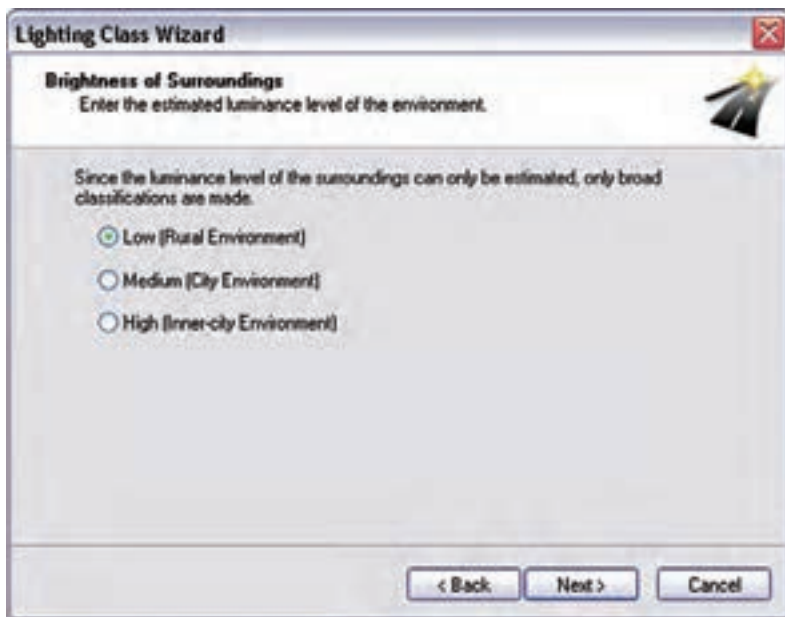 Lighting Class Wizard
Brightness of Surroundings
Enter the estimated luminance level of the environment.
Since the luminance level of the surroundings can only be estimated, only broad
classifications are made.
Low (Rural Environment)
Medium (City Environment)
High (Inner-city Environment)
< Back
Next >
Cancel